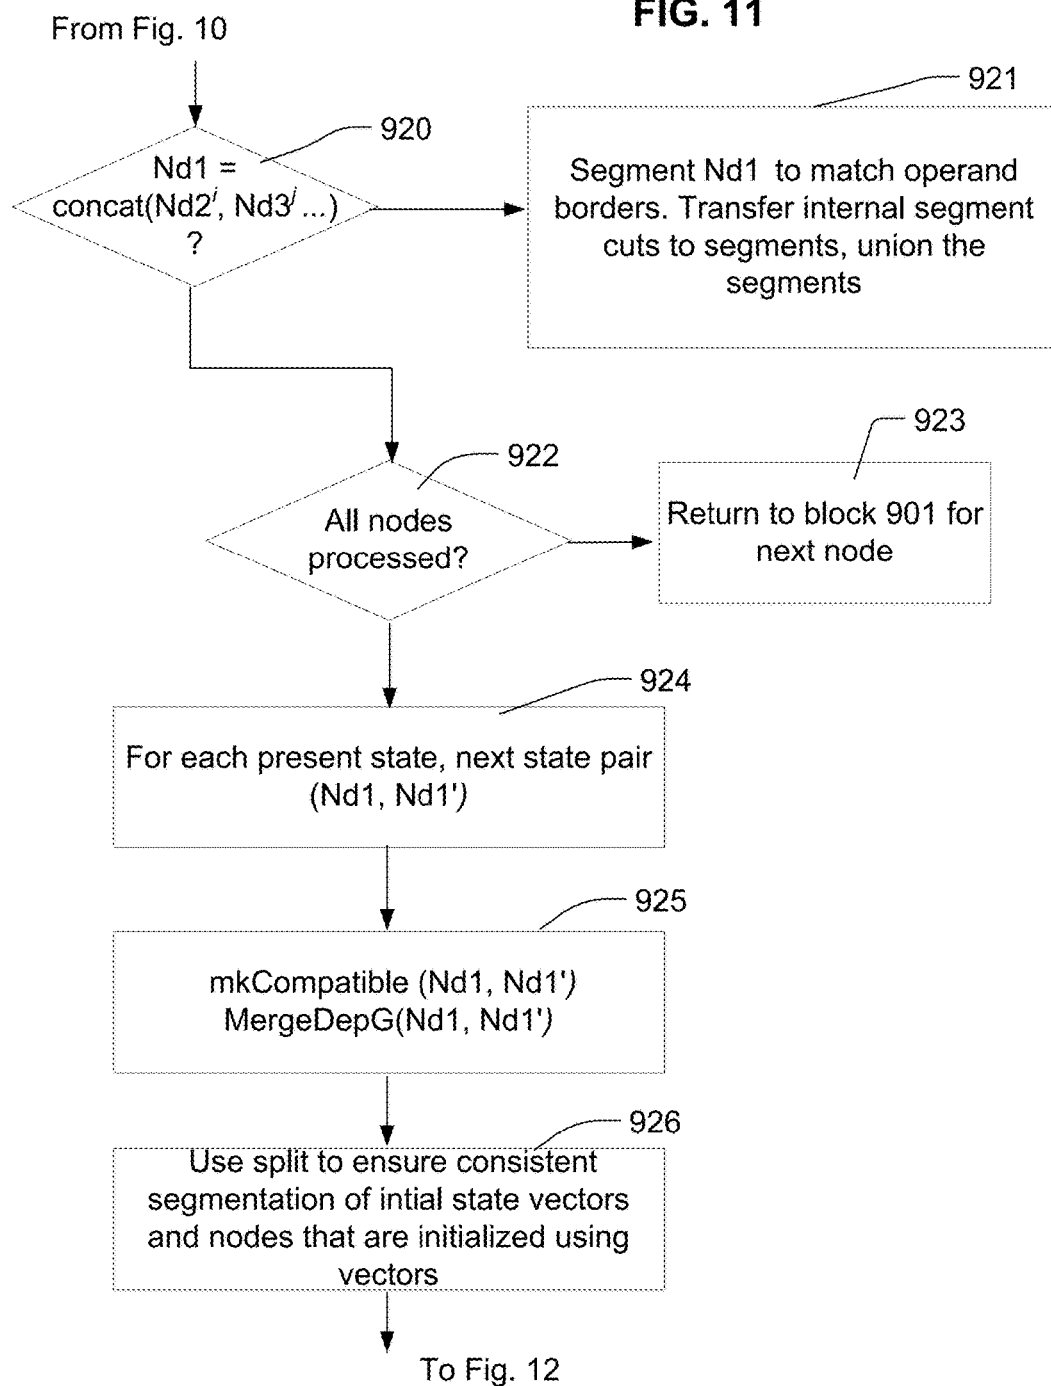 FIG. 11
From Fig. 10
920
Nd1 =
concat(Nd2^i, Nd3^j ...)
?
921
Segment Nd1 to match operand
borders. Transfer internal segment
cuts to segments, union the
segments
922
All nodes
processed?
923
Return to block 901 for
next node
924
For each present state, next state pair
(Nd1, Nd1')
925
mkCompatible (Nd1, Nd1')
MergeDepG(Nd1, Nd1')
926
Use split to ensure consistent
segmentation of intial state vectors
and nodes that are initialized using
vectors
To Fig. 12